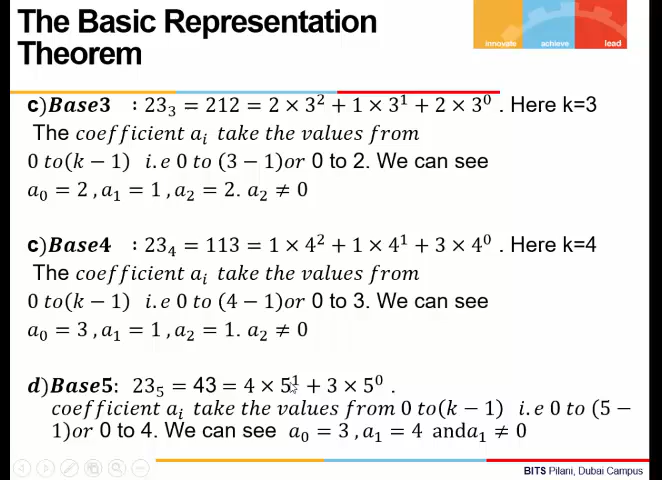 The Basic Representation
Theorem
innovate achieve lead
c)Base3 : 23₃ = 212 = 2 × 3² + 1 × 3¹ + 2 × 3⁰ . Here k=3
The coefficient aᵢ take the values from
0 to(k − 1) i.e 0 to (3 − 1)or 0 to 2. We can see
a₀ = 2 , a₁ = 1 , a₂ = 2. a₂ ≠ 0
c)Base4 : 23₄ = 113 = 1 × 4² + 1 × 4¹ + 3 × 4⁰ . Here k=4
The coefficient aᵢ take the values from
0 to(k − 1) i.e 0 to (4 − 1)or 0 to 3. We can see
a₀ = 3 , a₁ = 1 , a₂ = 1. a₂ ≠ 0
d)Base5: 23₅ = 43 = 4 × 5¹ + 3 × 5⁰ .
coefficient aᵢ take the values from 0 to(k − 1) i.e 0 to (5 −
1)or 0 to 4. We can see a₀ = 3 , a₁ = 4 anda₁ ≠ 0
BITS Pilani, Dubai Campus